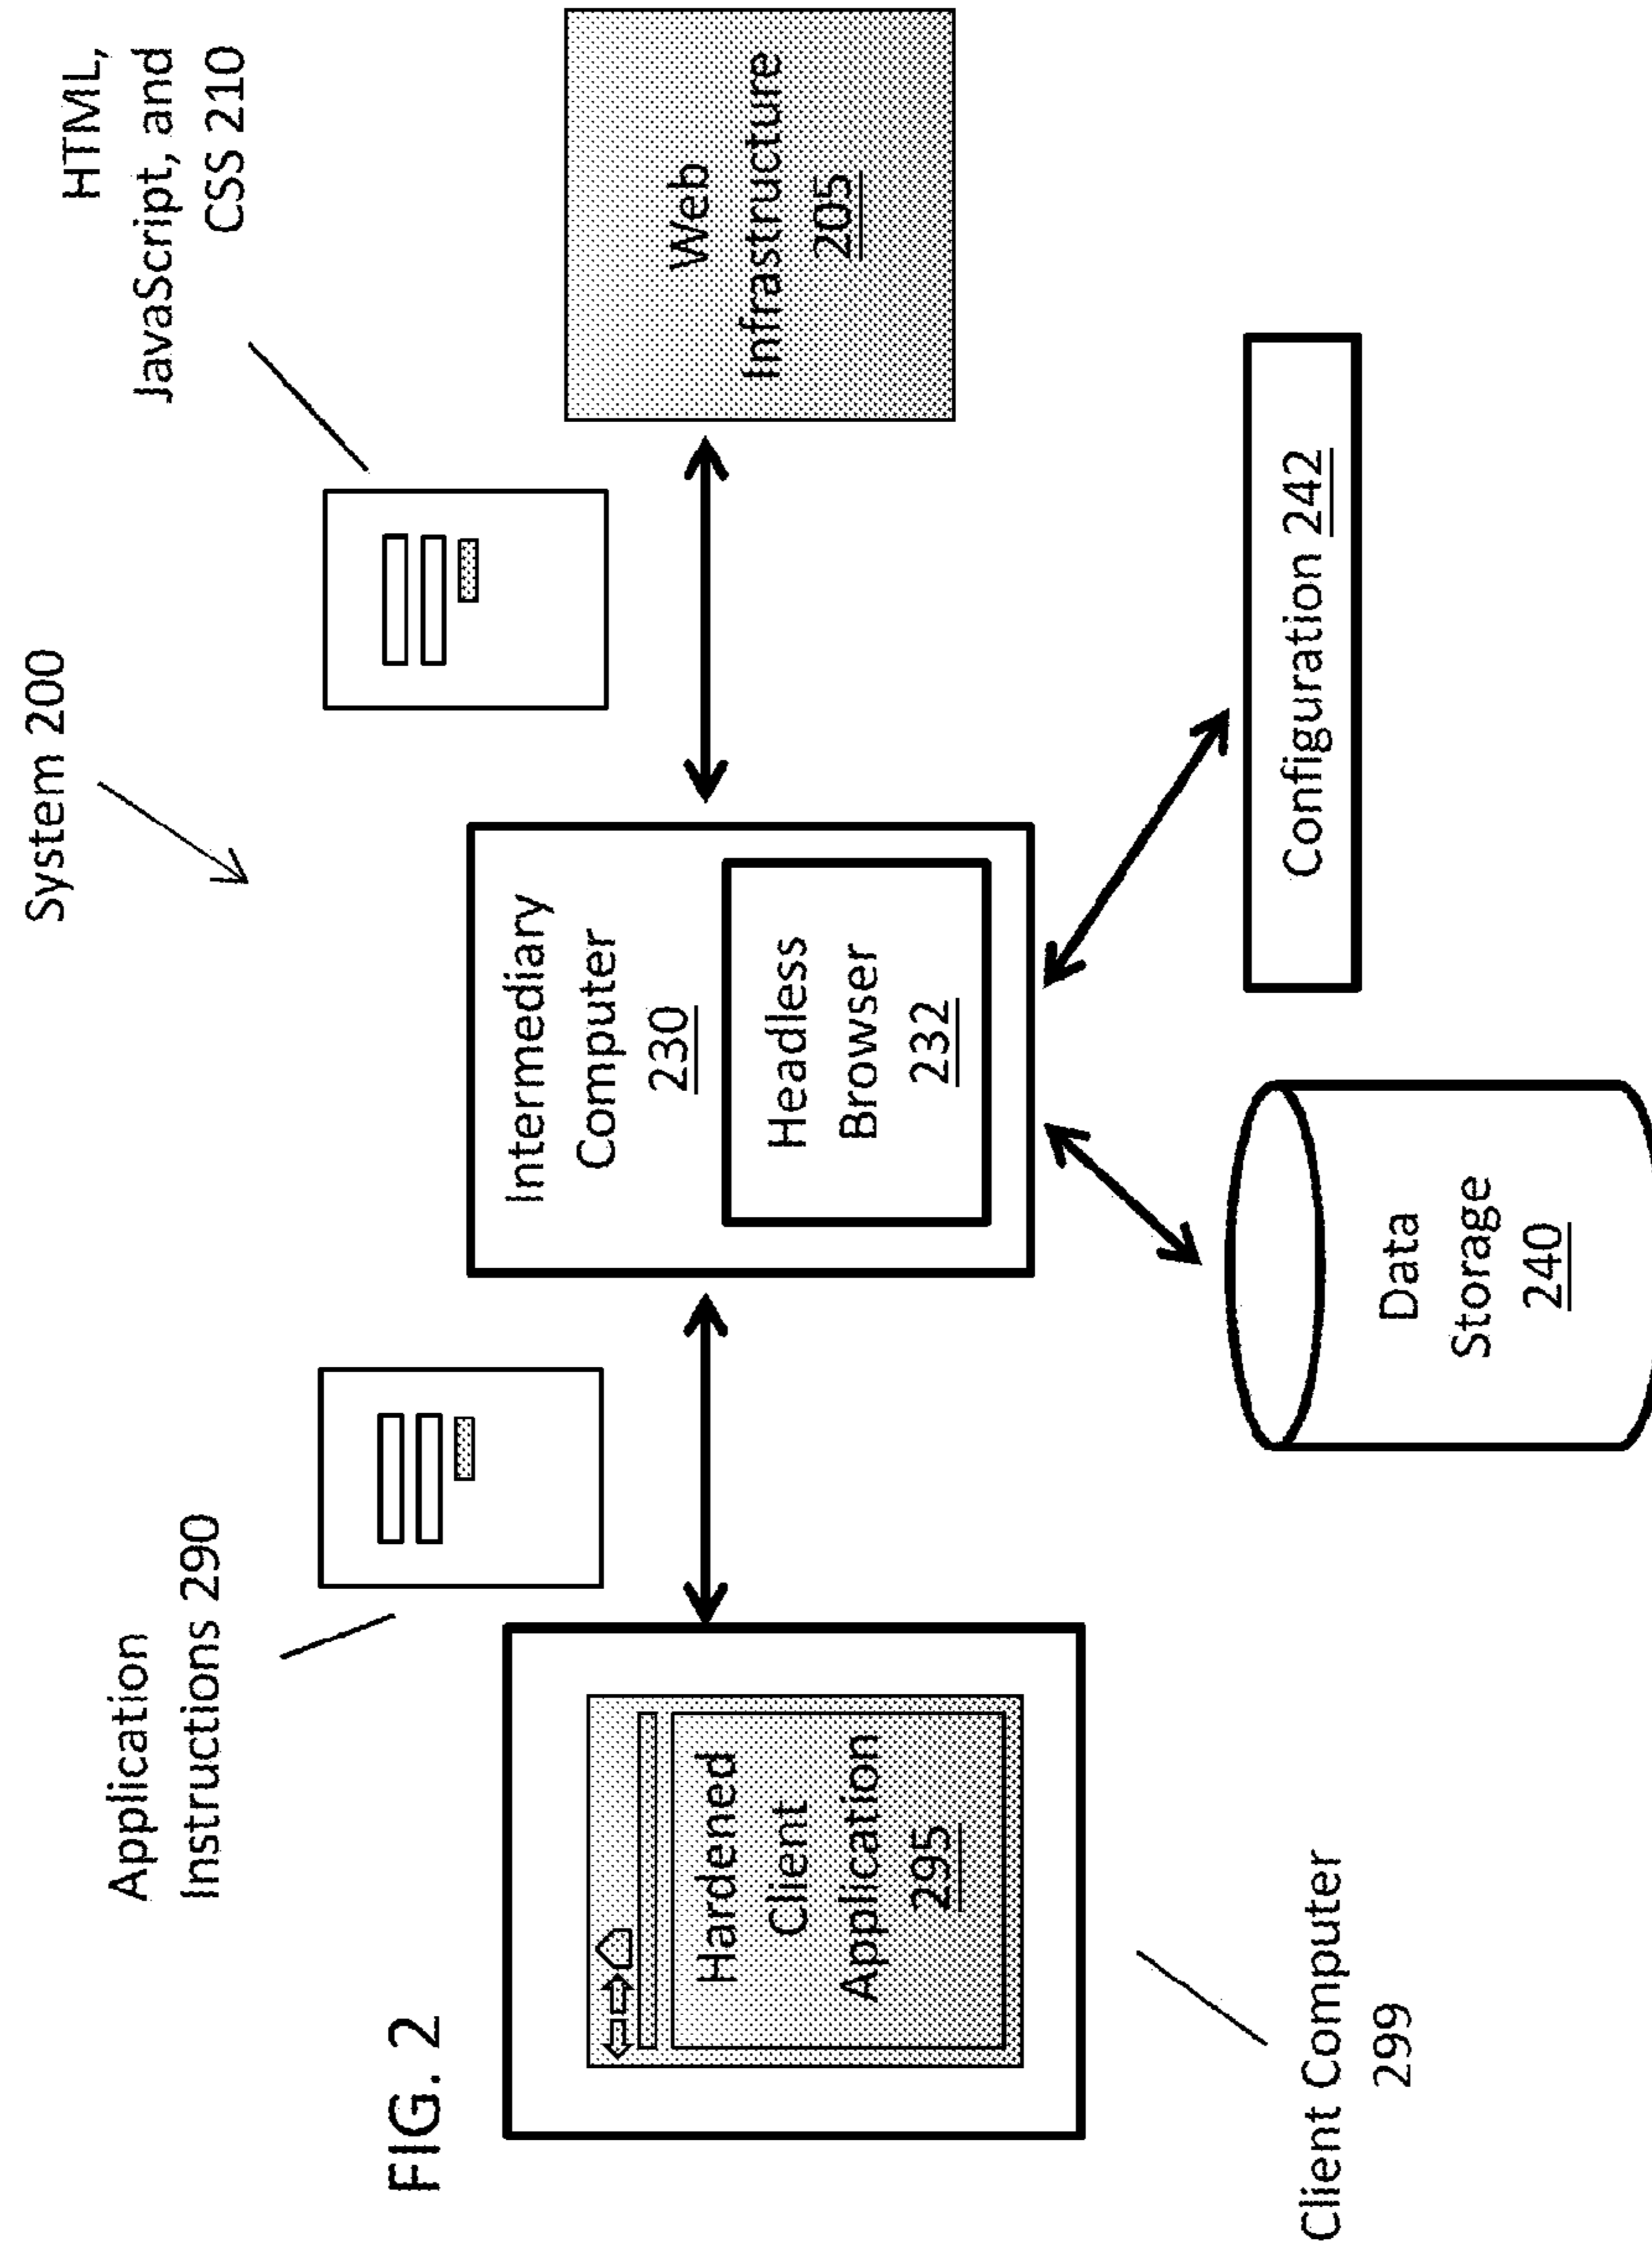 FIG. 2
System 200
Application
Instructions 290
HTML,
JavaScript, and
CSS 210
Hardened
Client
Application
295
Intermediary
Computer
230
Headless
Browser
232
Web
Infrastructure
205
Client Computer
299
Data
Storage
240
Configuration 242